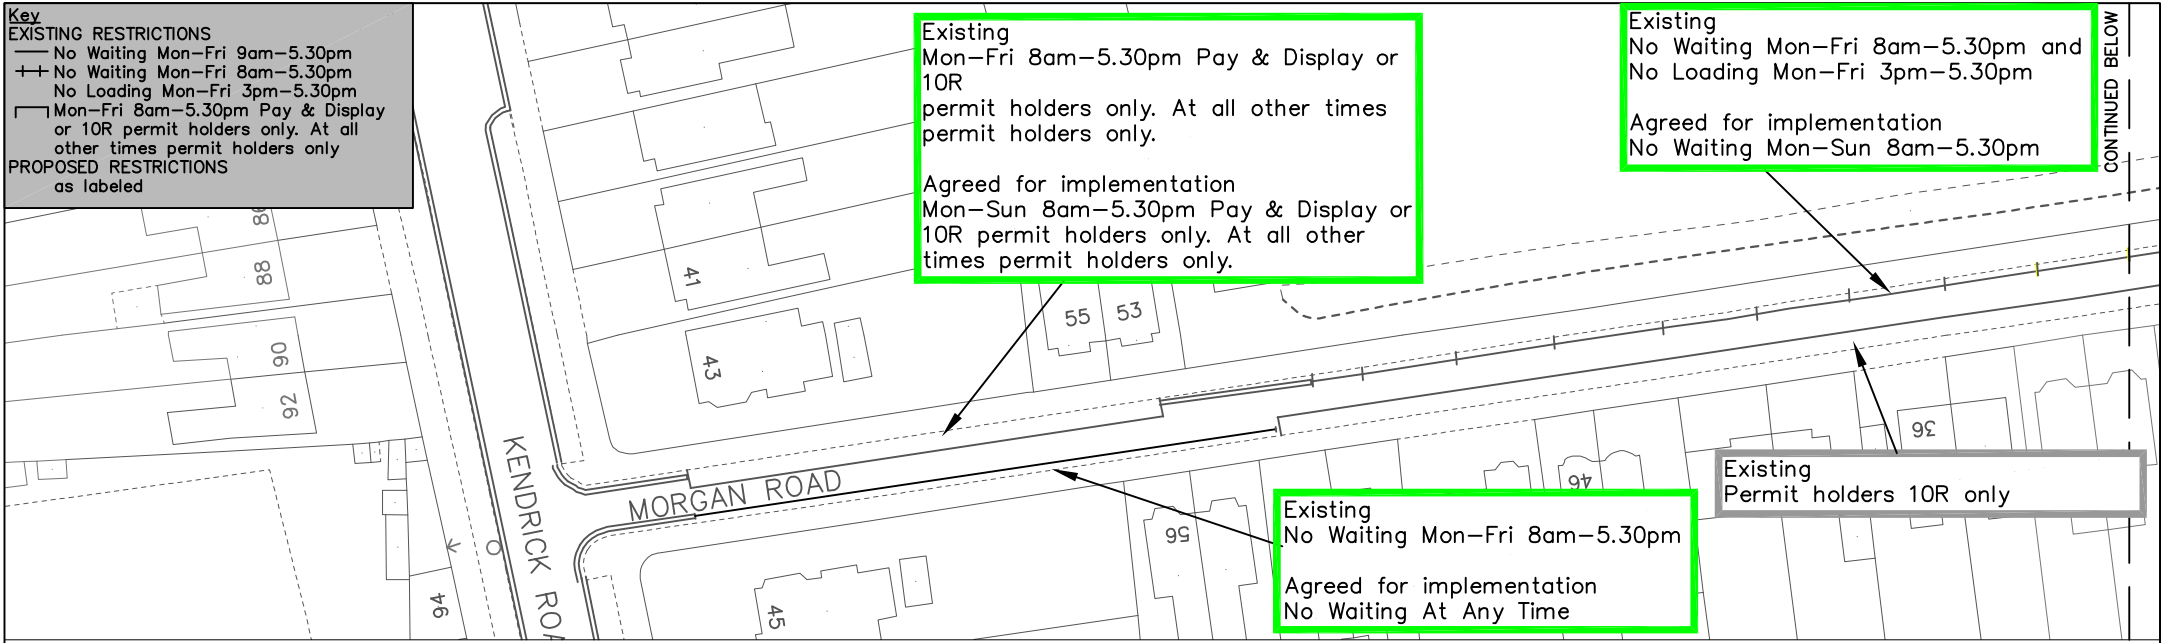 Key
EXISTING RESTRICTIONS
No Waiting Mon-Fri 9am-5.30pm
No Waiting Mon-Fri 8am-5.30pm
No Loading Mon-Fri 3pm-5.30pm
Mon-Fri 8am-5.30pm Pay & Display
or 10R permit holders only. At all
other times permit holders only
PROPOSED RESTRICTIONS
as labeled
Existing
Mon-Fri 8am-5.30pm Pay & Display or
10R
permit holders only. At all other times
permit holders only.
Agreed for implementation
Mon-Sun 8am-5.30pm Pay & Display or
10R permit holders only. At all other
times permit holders only.
Existing
No Waiting Mon-Fri 8am-5.30pm and
No Loading Mon-Fri 3pm-5.30pm
Agreed for implementation
No Waiting Mon-Sun 8am-5.30pm
CONTINUED BELOW
88
90
92
94
41
43
45
55
53
56
46
36
KENDRICK ROA
MORGAN ROAD
Existing
Permit holders 10R only
Existing
No Waiting Mon-Fri 8am-5.30pm
Agreed for implementation
No Waiting At Any Time